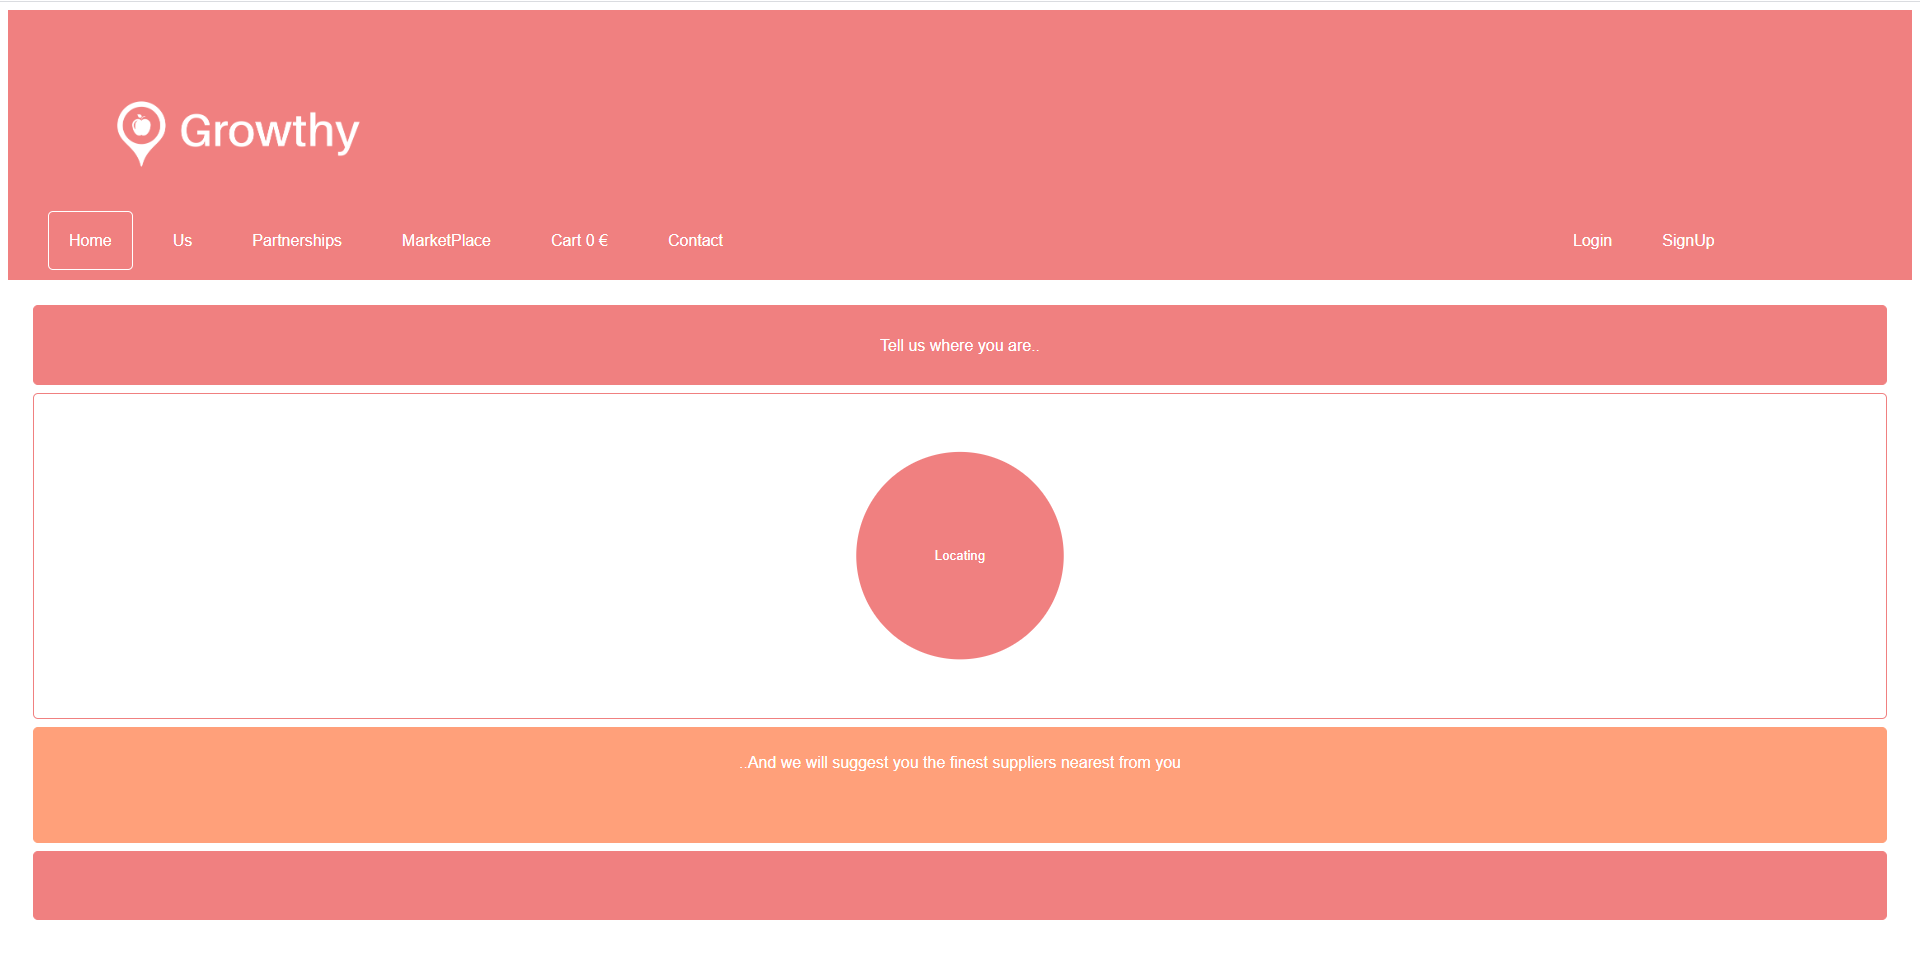 Growthy
Home Us Partnerships MarketPlace Cart 0 € Contact Login SignUp
Tell us where you are..
Locating
..And we will suggest you the finest suppliers nearest from you